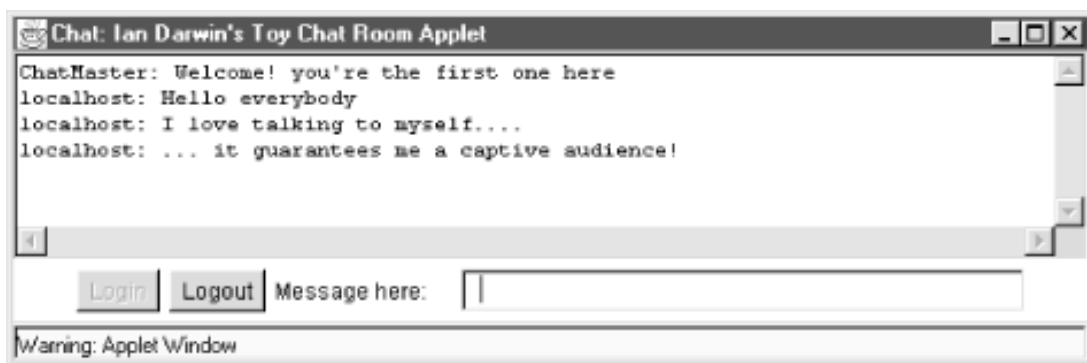 Chat: Ian Darwin's Toy Chat Room Applet
ChatMaster: Welcome! you're the first one here
localhost: Hello everybody
localhost: I love talking to myself....
localhost: ... it guarantees me a captive audience!
Login Logout Message here:
Warning: Applet Window